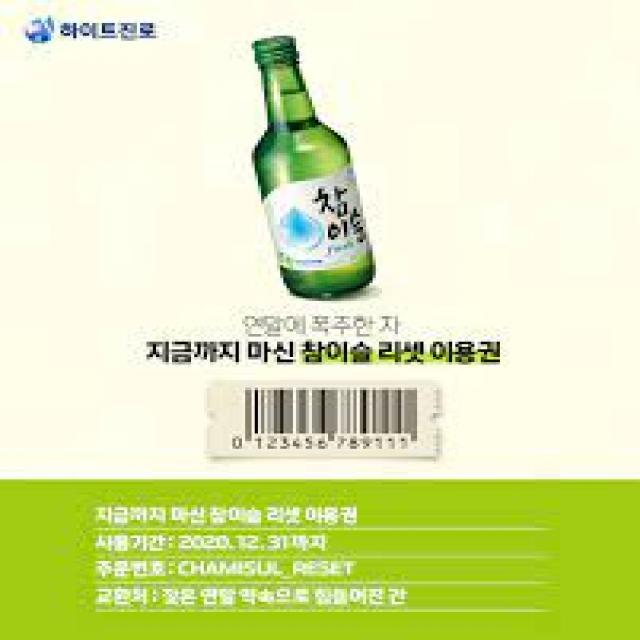 하이트진로
참이슬
fresh
연말에 폭주한 자
지금까지 마신 참이슬 리셋 이용권
0 123456 789111
지금까지 마신 참이슬 리셋 이용권
사용기간 : 2020. 12. 31까지
주문번호 : CHAMISUL_RESET
교환처 : 잦은 연말 약속으로 힘들어진 간